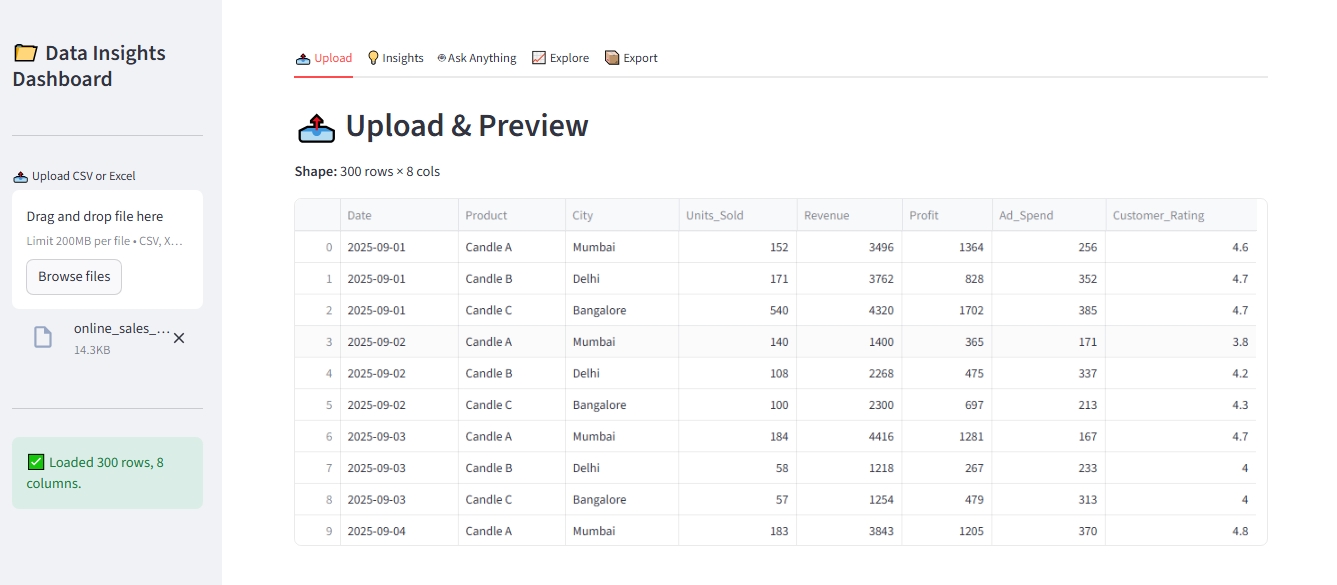 📁 Data Insights
Dashboard
📤 Upload CSV or Excel
Drag and drop file here
Limit 200MB per file • CSV, X...
Browse files
online_sales_...
14.3KB
✅ Loaded 300 rows, 8
columns.
📤 Upload 💡 Insights Ask Anything 📈 Explore 📦 Export
📤 Upload & Preview
Shape: 300 rows × 8 cols
Date Product City Units_Sold Revenue Profit Ad_Spend Customer_Rating
0 2025-09-01 Candle A Mumbai 152 3496 1364 256 4.6
1 2025-09-01 Candle B Delhi 171 3762 828 352 4.7
2 2025-09-01 Candle C Bangalore 540 4320 1702 385 4.7
3 2025-09-02 Candle A Mumbai 140 1400 365 171 3.8
4 2025-09-02 Candle B Delhi 108 2268 475 337 4.2
5 2025-09-02 Candle C Bangalore 100 2300 697 213 4.3
6 2025-09-03 Candle A Mumbai 184 4416 1281 167 4.7
7 2025-09-03 Candle B Delhi 58 1218 267 233 4
8 2025-09-03 Candle C Bangalore 57 1254 479 313 4
9 2025-09-04 Candle A Mumbai 183 3843 1205 370 4.8